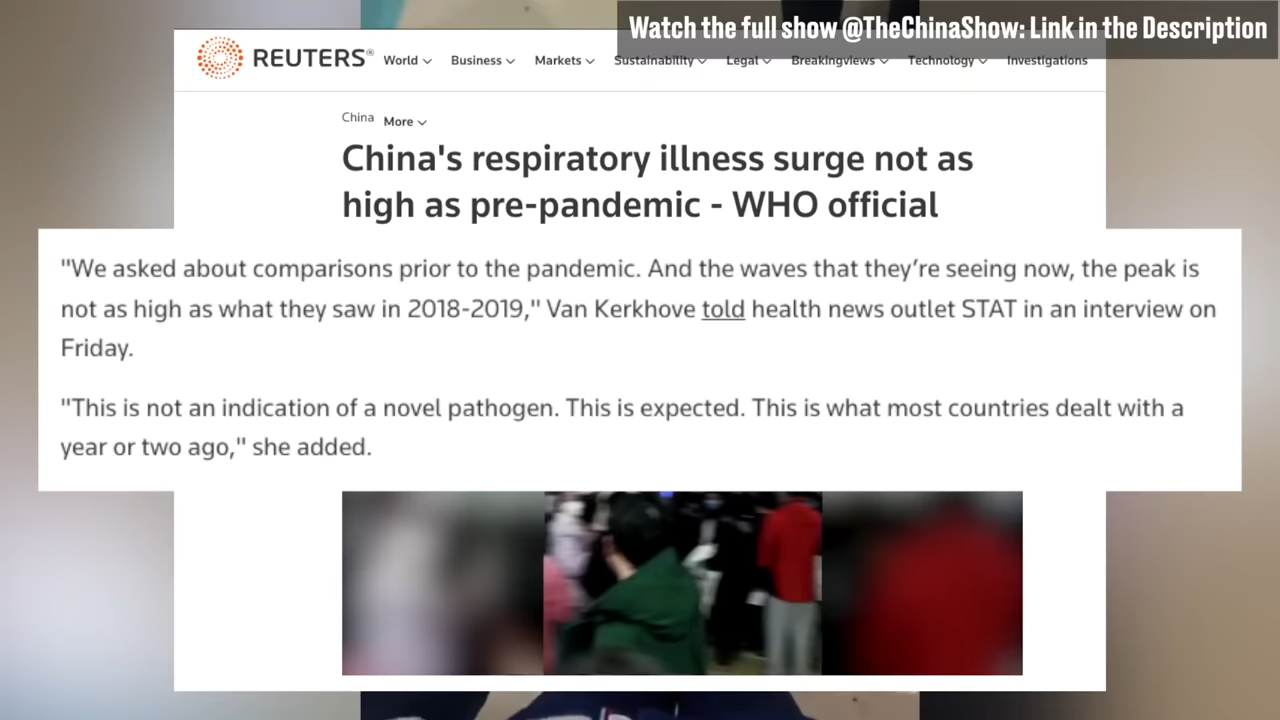 Watch the full show @TheChinaShow: Link in the Description
REUTERS®
World Business Markets Sustainability Legal Breakingviews Technology Investigations
China More
China's respiratory illness surge not as
high as pre-pandemic - WHO official
"We asked about comparisons prior to the pandemic. And the waves that they’re seeing now, the peak is
not as high as what they saw in 2018-2019," Van Kerkhove told health news outlet STAT in an interview on
Friday.
"This is not an indication of a novel pathogen. This is expected. This is what most countries dealt with a
year or two ago," she added.